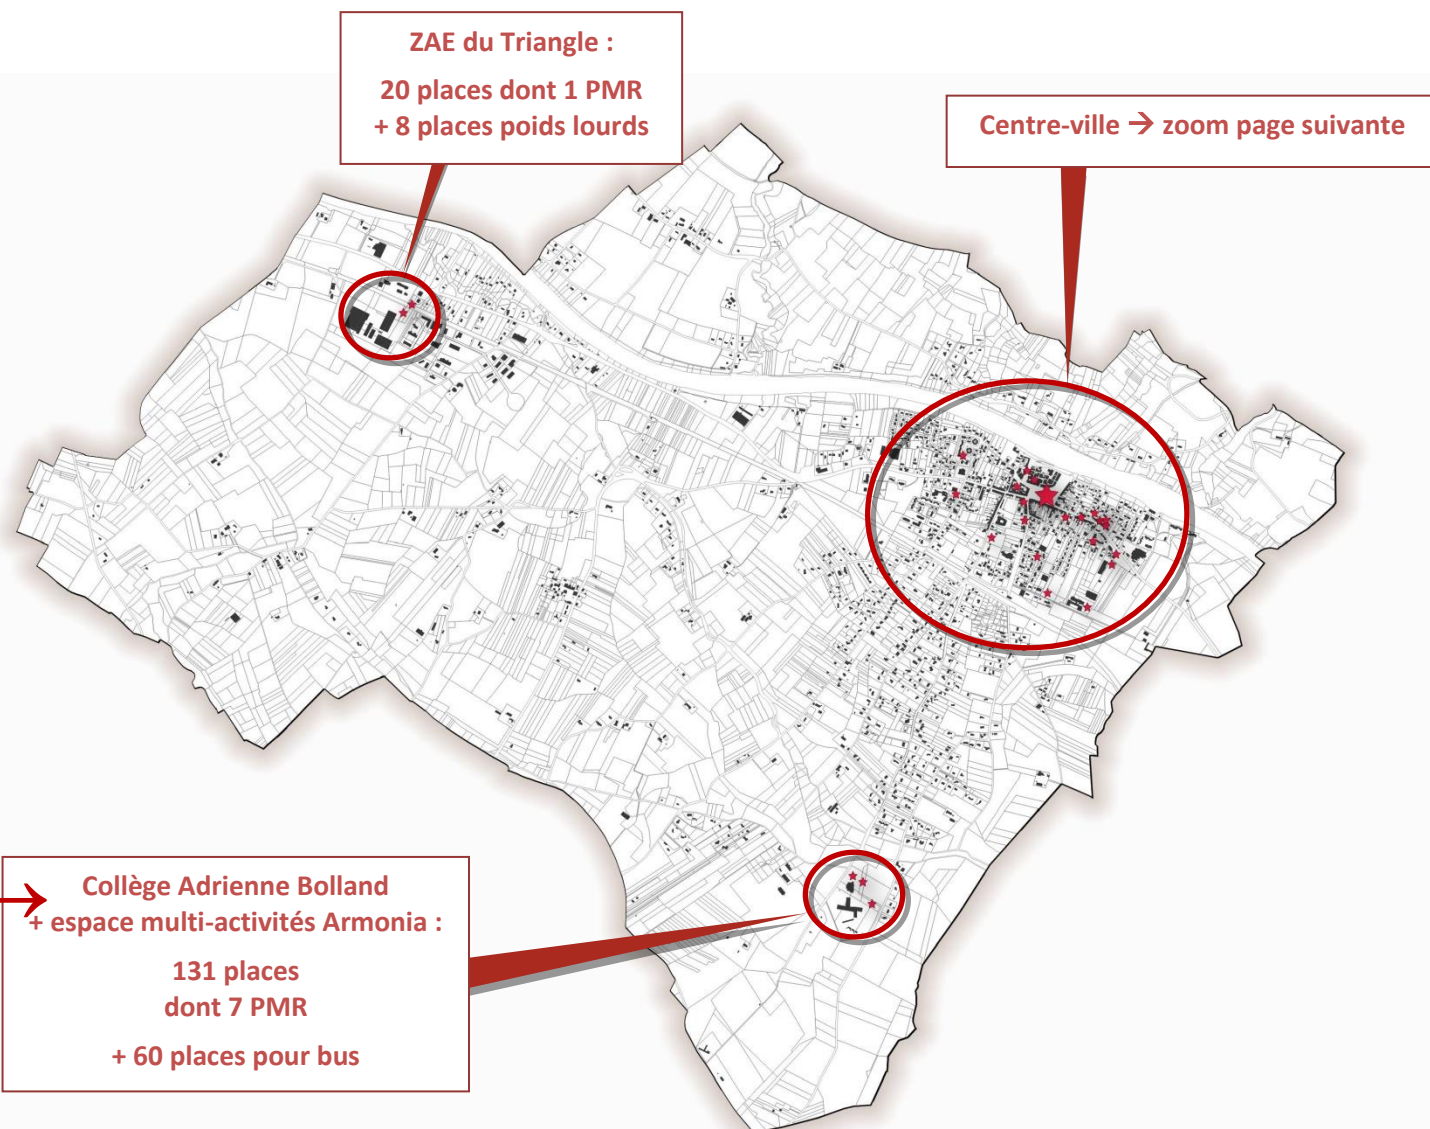 ZAE du Triangle :
20 places dont 1 PMR
+ 8 places poids lourds
Centre-ville → zoom page suivante
Collège Adrienne Bolland
+ espace multi-activités Armonia :
131 places
dont 7 PMR
+ 60 places pour bus